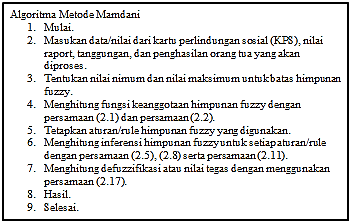 Algoritma Metode Mamdani
1. Mulai.
2. Masukan data/nilai dari kartu perlindungan sosial (KPS), nilai
raport, tanggungan, dan penghasilan orang tua yang akan
diproses.
3. Tentukan nilai nimum dan nilai maksimum untuk batas himpunan
fuzzy.
4. Menghitung fungsi keanggotaan himpunan fuzzy dengan
persamaan (2.1) dan persamaan (2.2).
5. Tetapkan aturan/rule himpunan fuzzy yang digunakan.
6. Menghitung inferensi himpunan fuzzy untuk setiap aturan/rule
dengan persamaan (2.5), (2.8) serta persamaan (2.11).
7. Menghitung defuzzifikasi atau nilai tegas dengan menggunakan
persamaan (2.17).
8. Hasil.
9. Selesai.